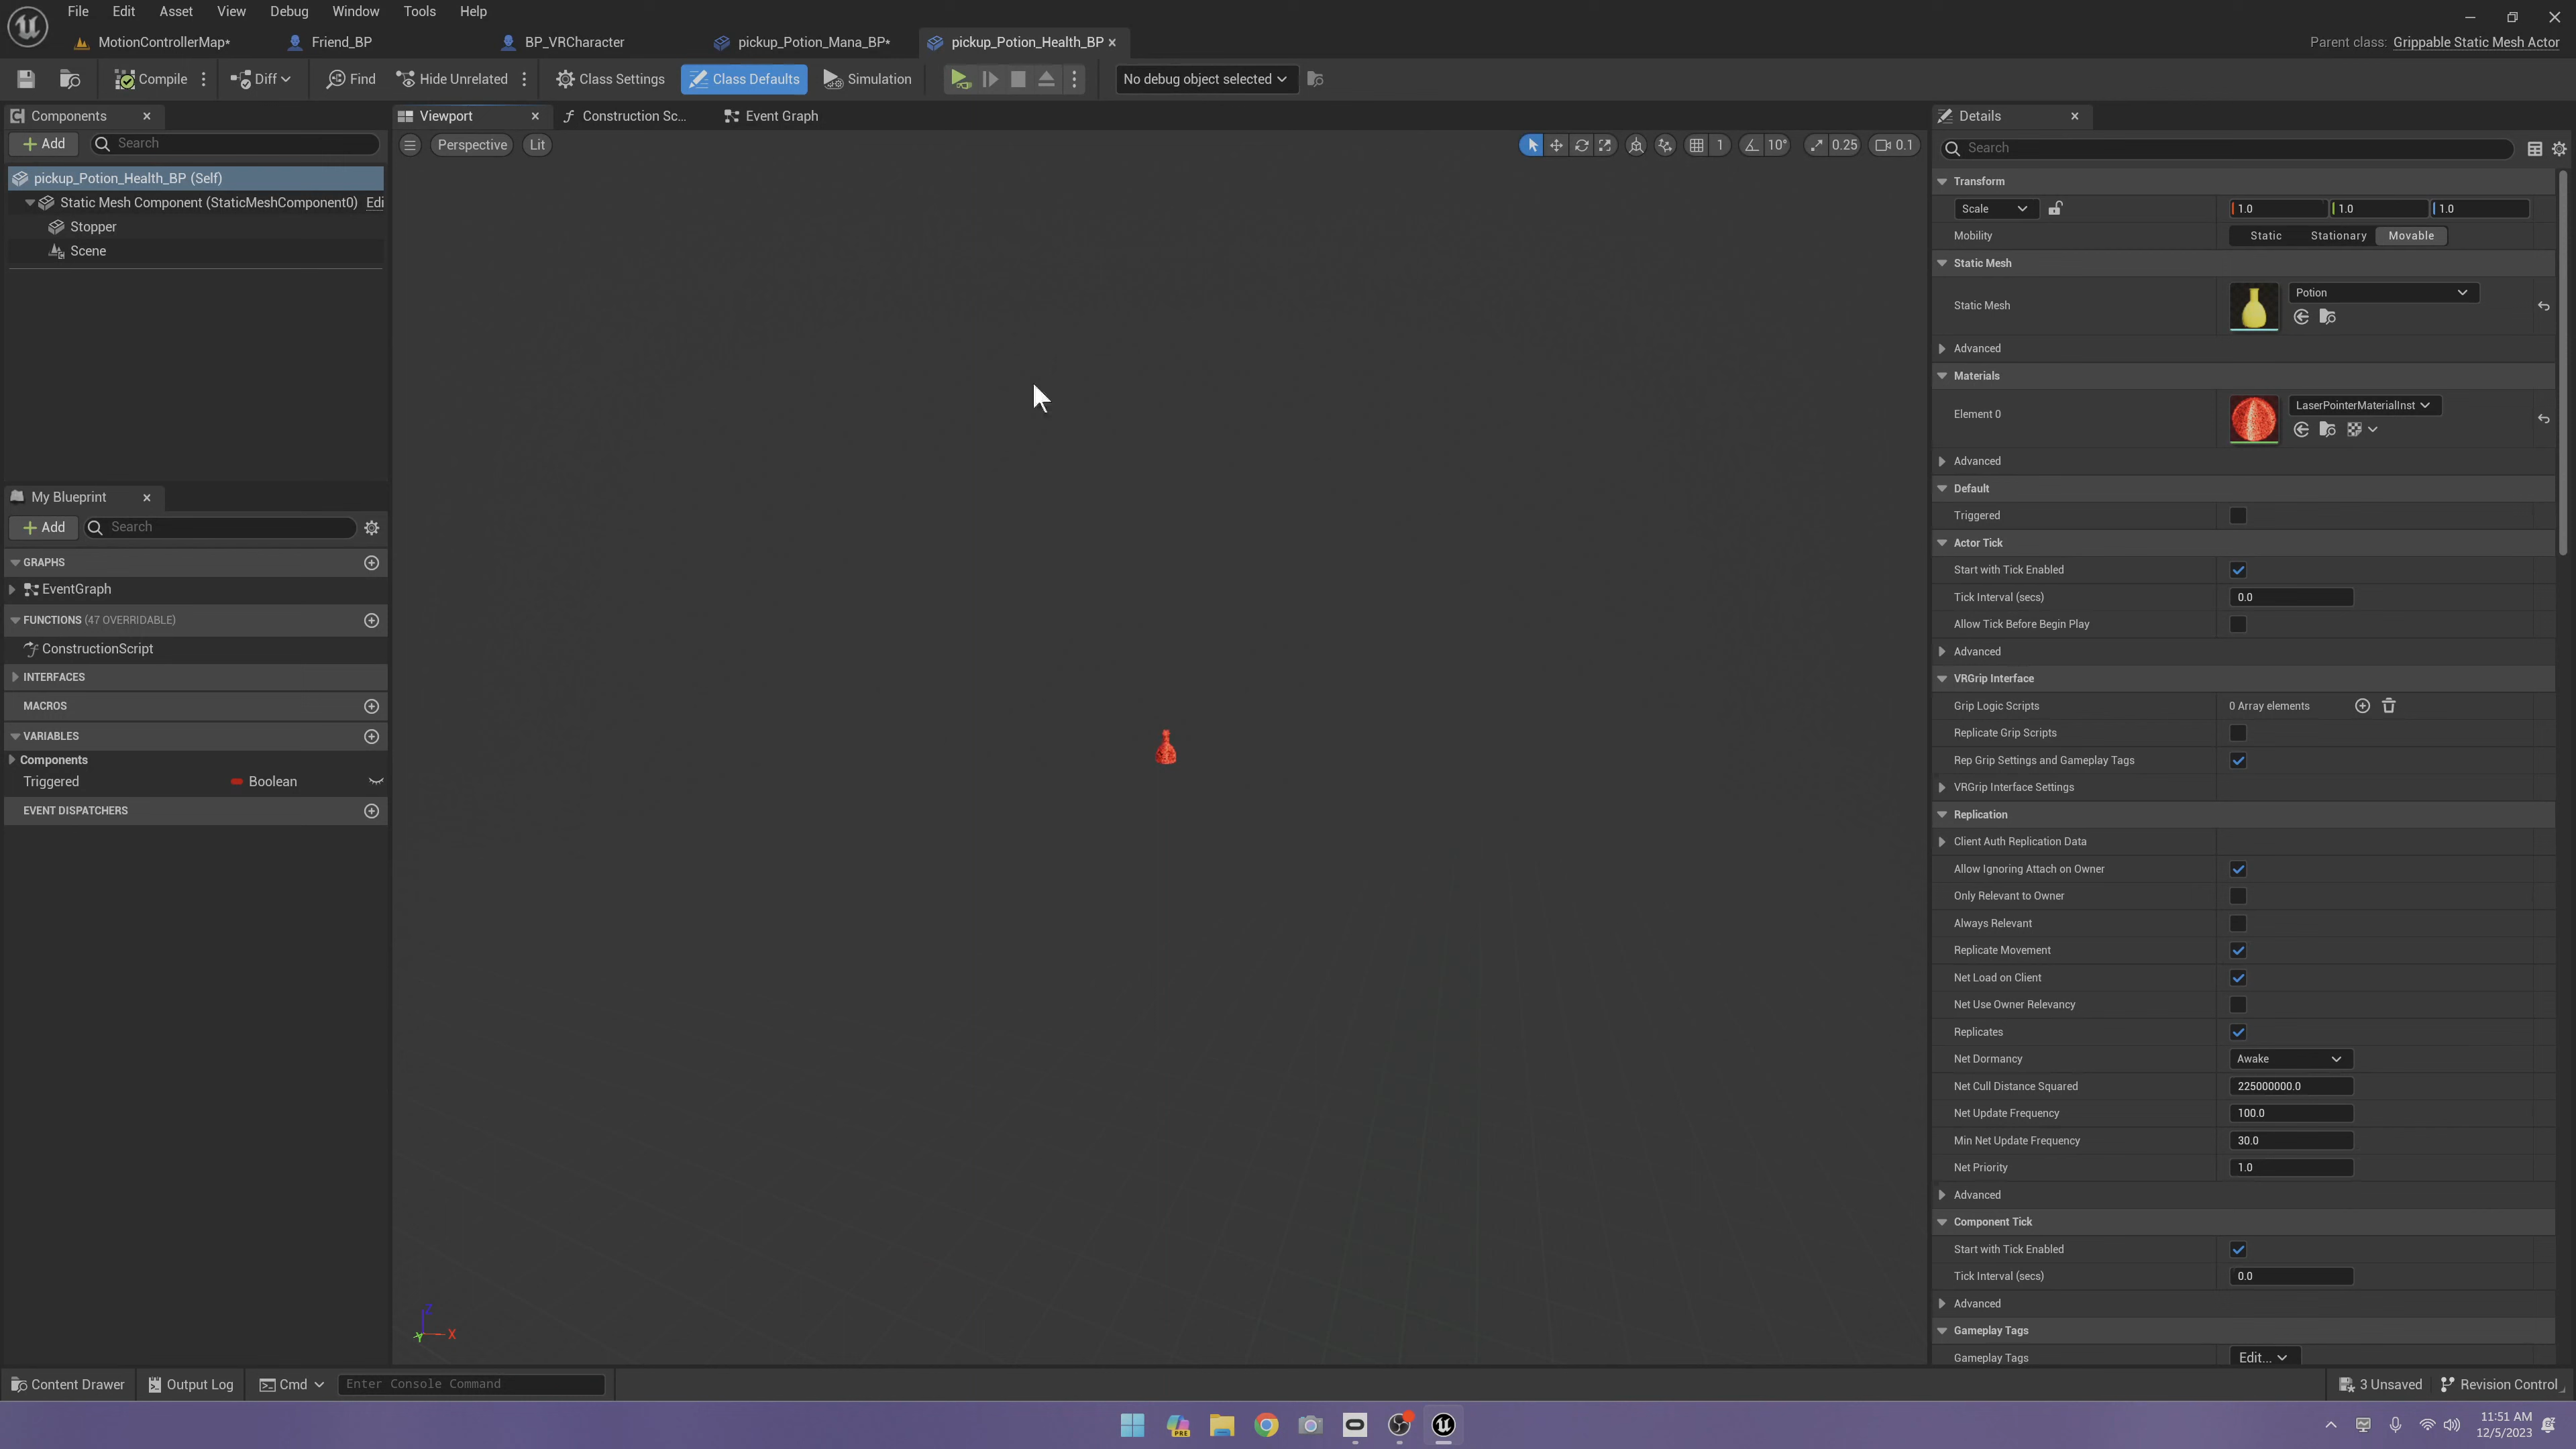 File Edit Asset View Debug Window Tools Help
MotionControllerMap* Friend_BP BP_VRCharacter pickup_Potion_Mana_BP* pickup_Potion_Health_BP Parent class: Grippable Static Mesh Actor
Compile Diff Find Hide Unrelated Class Settings Class Defaults Simulation No debug object selected
Components
Add Search
pickup_Potion_Health_BP (Self)
Static Mesh Component (StaticMeshComponent0) Edi
Stopper
Scene
My Blueprint
Add Search
GRAPHS
EventGraph
FUNCTIONS (47 OVERRIDABLE)
ConstructionScript
INTERFACES
MACROS
VARIABLES
Components
Triggered Boolean
EVENT DISPATCHERS
Viewport Construction Sc... Event Graph
Perspective Lit 1 10° 0.25 0.1
Z
Y X
Details
Search
Transform
Scale 1.0 1.0 1.0
Mobility Static Stationary Movable
Static Mesh
Static Mesh Potion
Advanced
Materials
Element 0 LaserPointerMaterialInst
Advanced
Default
Triggered
Actor Tick
Start with Tick Enabled
Tick Interval (secs) 0.0
Allow Tick Before Begin Play
Advanced
VRGrip Interface
Grip Logic Scripts 0 Array elements
Replicate Grip Scripts
Rep Grip Settings and Gameplay Tags
VRGrip Interface Settings
Replication
Client Auth Replication Data
Allow Ignoring Attach on Owner
Only Relevant to Owner
Always Relevant
Replicate Movement
Net Load on Client
Net Use Owner Relevancy
Replicates
Net Dormancy Awake
Net Cull Distance Squared 225000000.0
Net Update Frequency 100.0
Min Net Update Frequency 30.0
Net Priority 1.0
Advanced
Component Tick
Start with Tick Enabled
Tick Interval (secs) 0.0
Advanced
Gameplay Tags
Gameplay Tags Edit...
Content Drawer Output Log Cmd Enter Console Command 3 Unsaved Revision Control
PRE
11:51 AM
12/5/2023